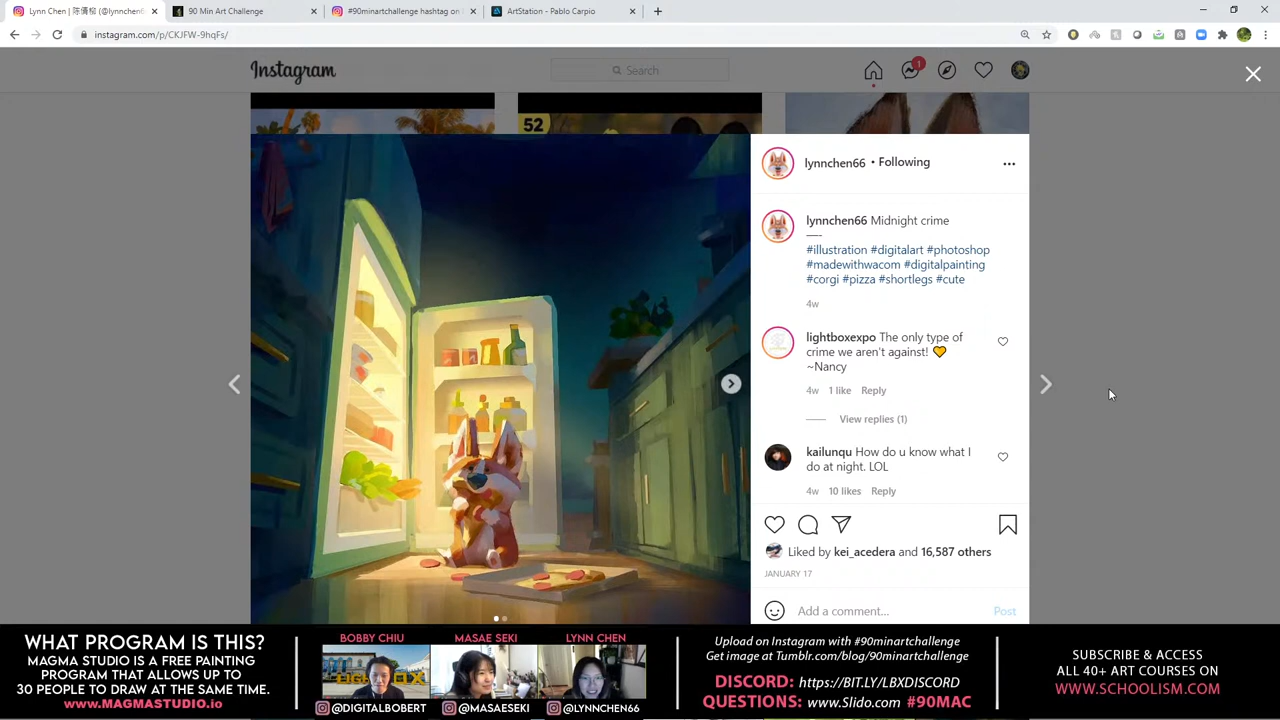 Lynn Chen | 陈倩椒 (@lynnchen6
90 Min Art Challenge
#90minartchallenge hashtag on
ArtStation - Pablo Carpio
instagram.com/p/CKJFW-9hqFs/
Instagram
Search
1
52
lynnchen66 • Following
lynnchen66 Midnight crime
—-
#illustration #digitalart #photoshop
#madewithwacom #digitalpainting
#corgi #pizza #shortlegs #cute
4w
lightboxexpo The only type of
crime we aren't against! 🧡
~Nancy
4w 1 like Reply
View replies (1)
kailunqu How do u know what I
do at night. LOL
4w 10 likes Reply
Liked by kei_acedera and 16,587 others
JANUARY 17
Add a comment...
Post
WHAT PROGRAM IS THIS?
MAGMA STUDIO IS A FREE PAINTING
PROGRAM THAT ALLOWS UP TO
30 PEOPLE TO DRAW AT THE SAME TIME.
www.MAGMASTUDIO.io
BOBBY CHIU
MASAE SEKI
LYNN CHEN
@DIGITALBOBERT
@MASAESEKI
@LYNNCHEN66
Upload on Instagram with #90minartchallenge
Get image at Tumblr.com/blog/90minartchallenge
DISCORD: https://BIT.LY/LBXDISCORD
QUESTIONS: www.Slido.com #90MAC
SUBSCRIBE & ACCESS
ALL 40+ ART COURSES ON
WWW.SCHOOLISM.COM